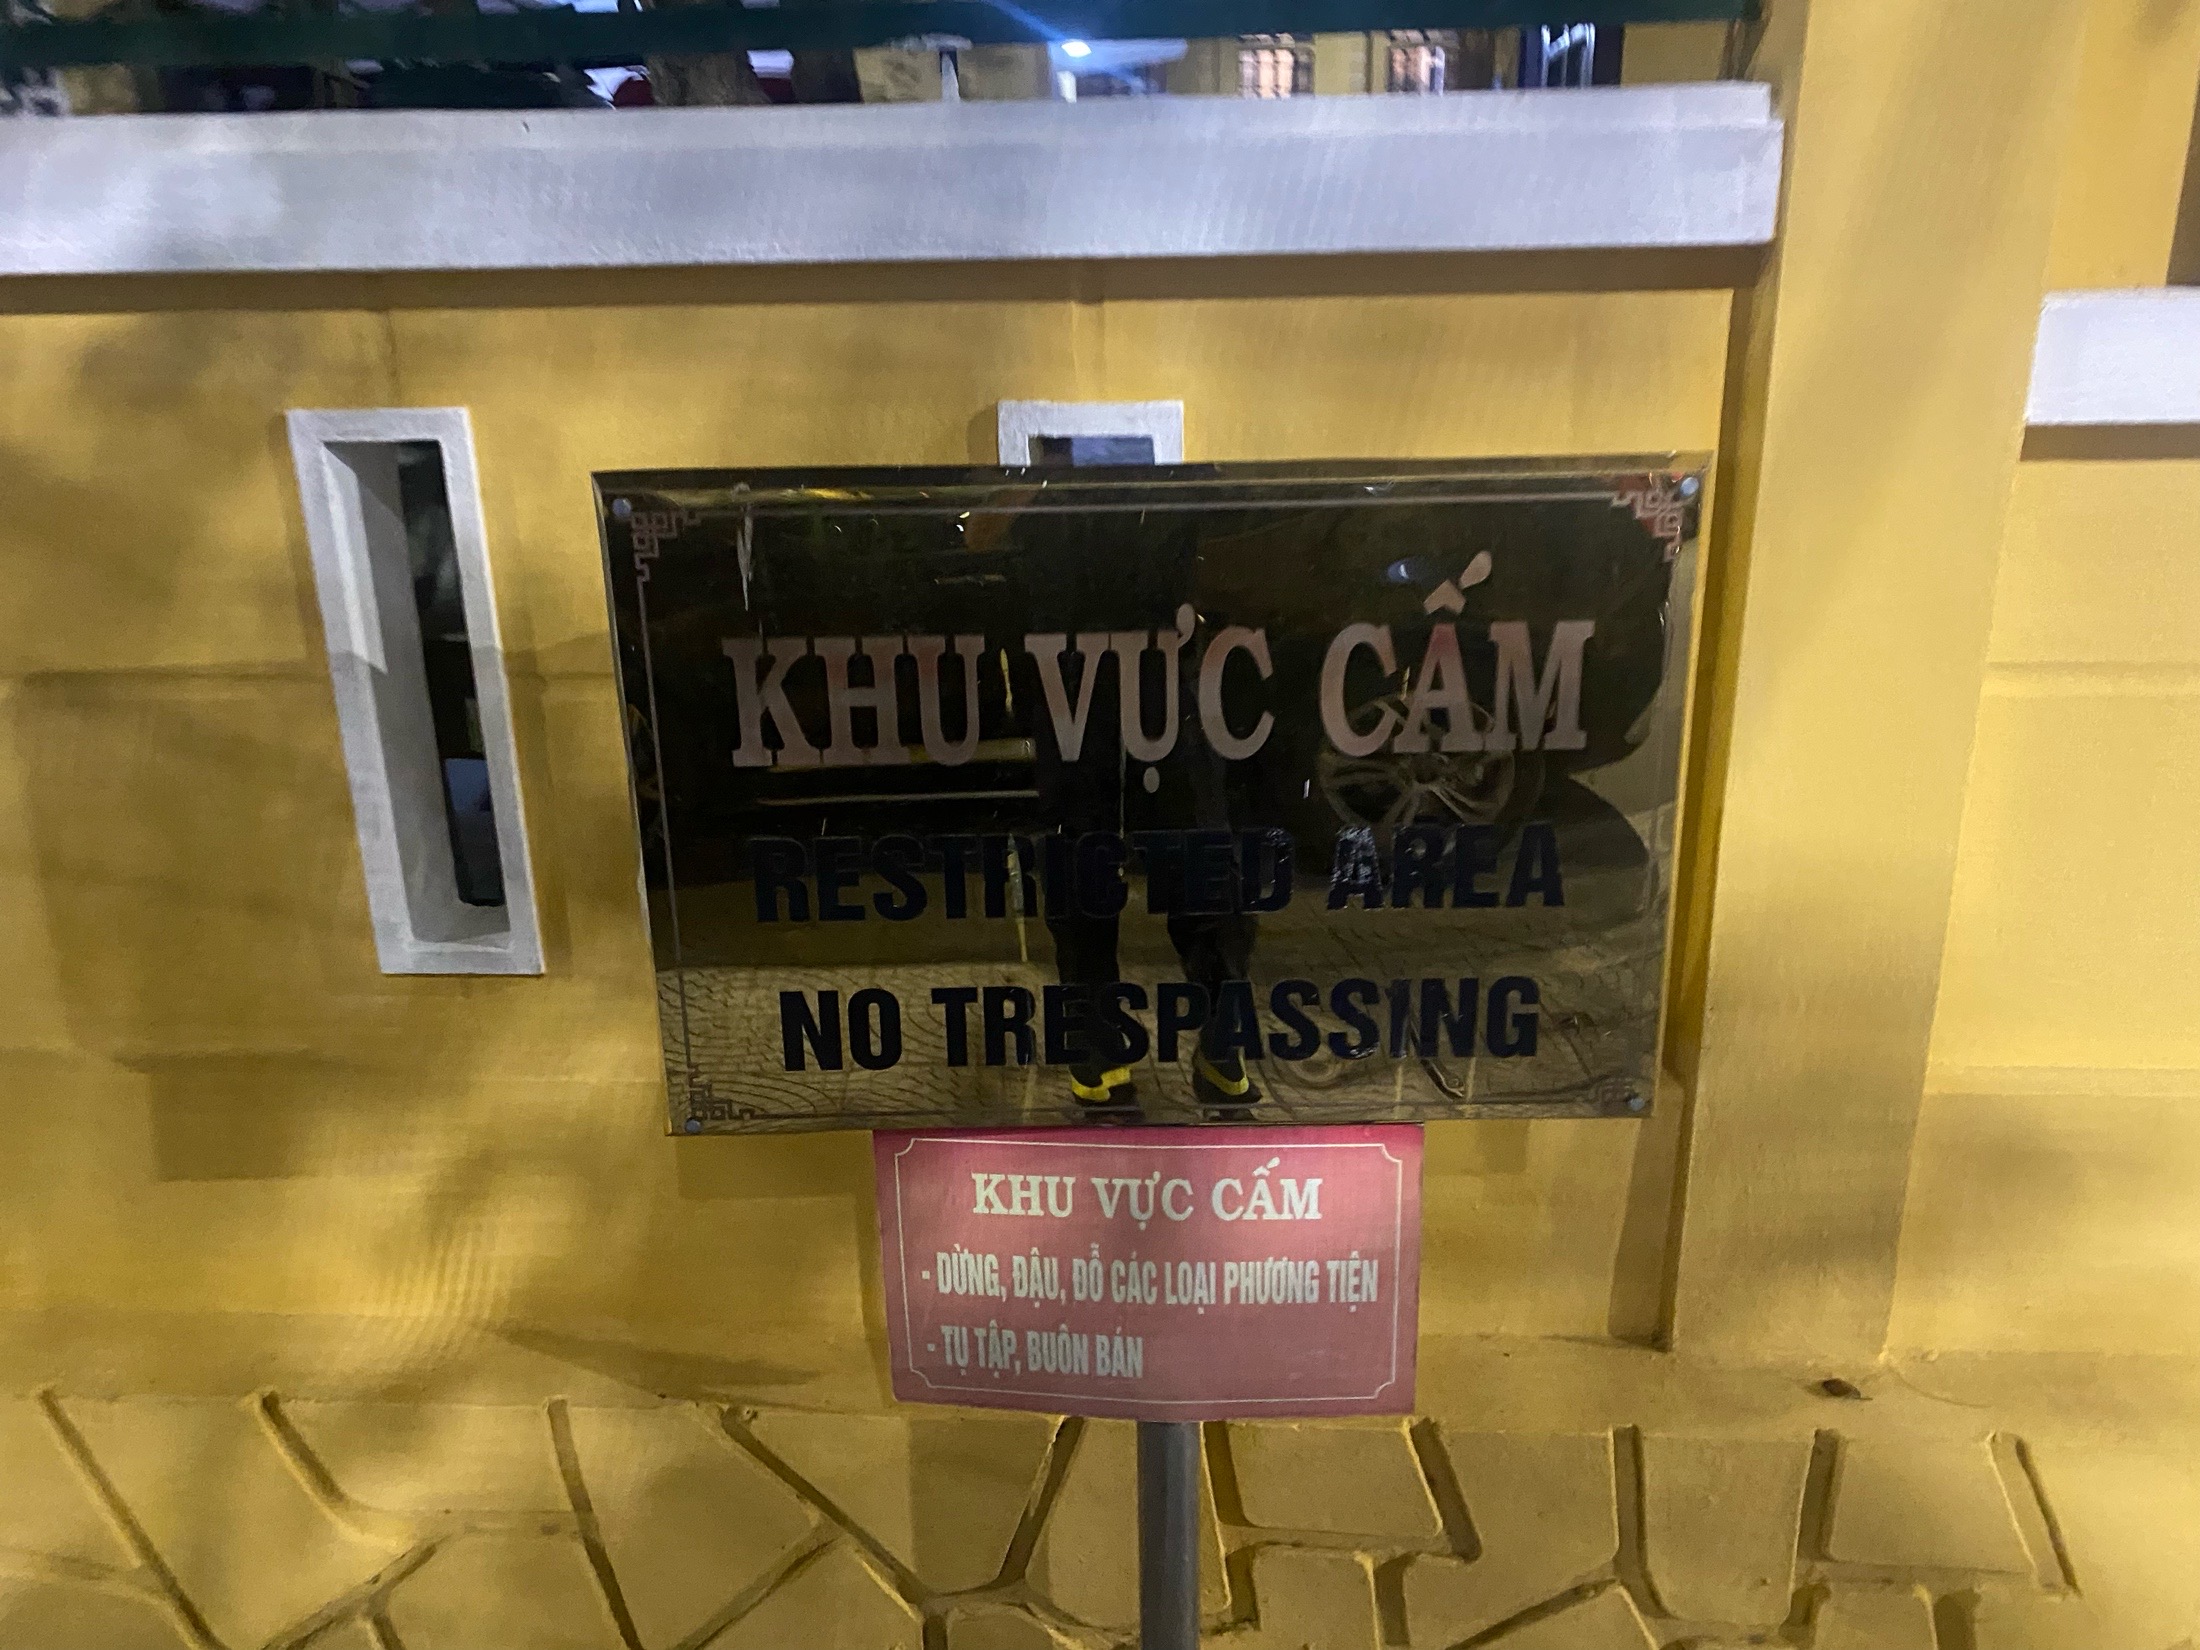 KHU VỰC CẤM
RESTRICTED AREA
NO TRESPASSING
KHU VỰC CẤM
- DỪNG, ĐẬU, ĐỖ CÁC LOẠI PHƯƠNG TIỆN
- TỤ TẬP, BUÔN BÁN